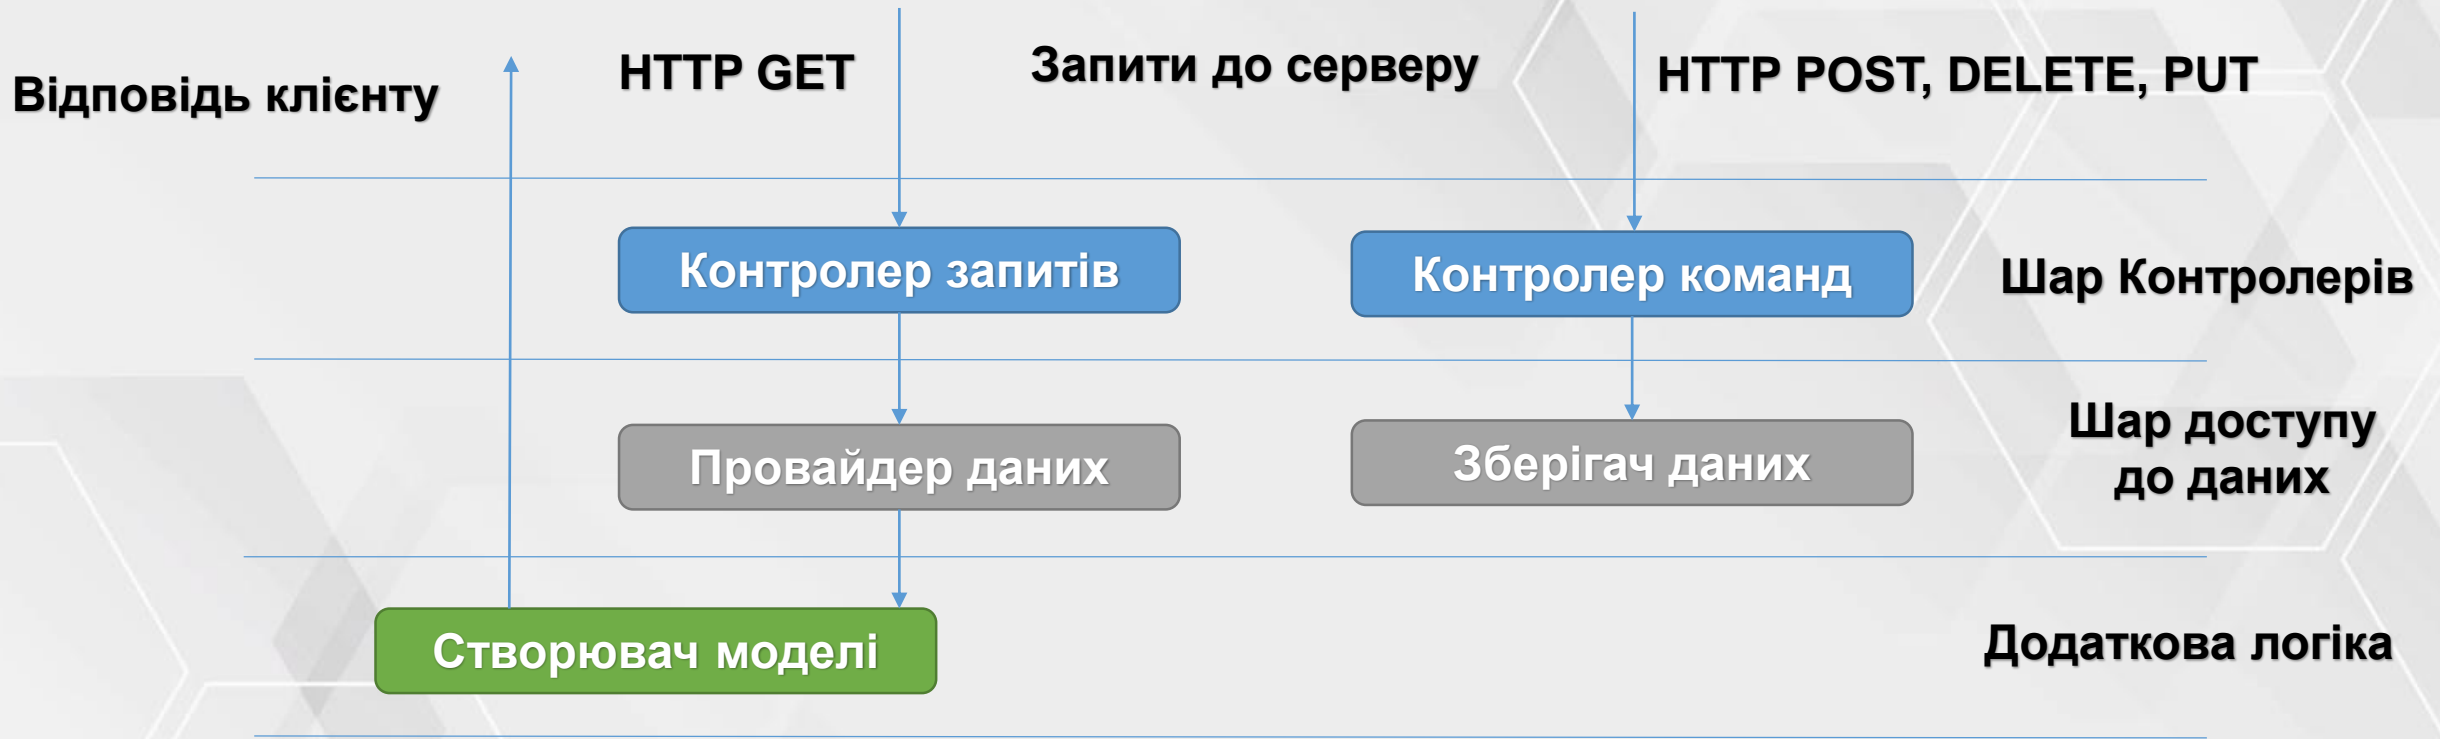 Відповідь клієнту
HTTP GET
Запити до серверу
HTTP POST, DELETE, PUT
Контролер запитів
Контролер команд
Шар Контролерів
Провайдер даних
Зберігач даних
Шар доступу
до даних
Створювач моделі
Додаткова логіка